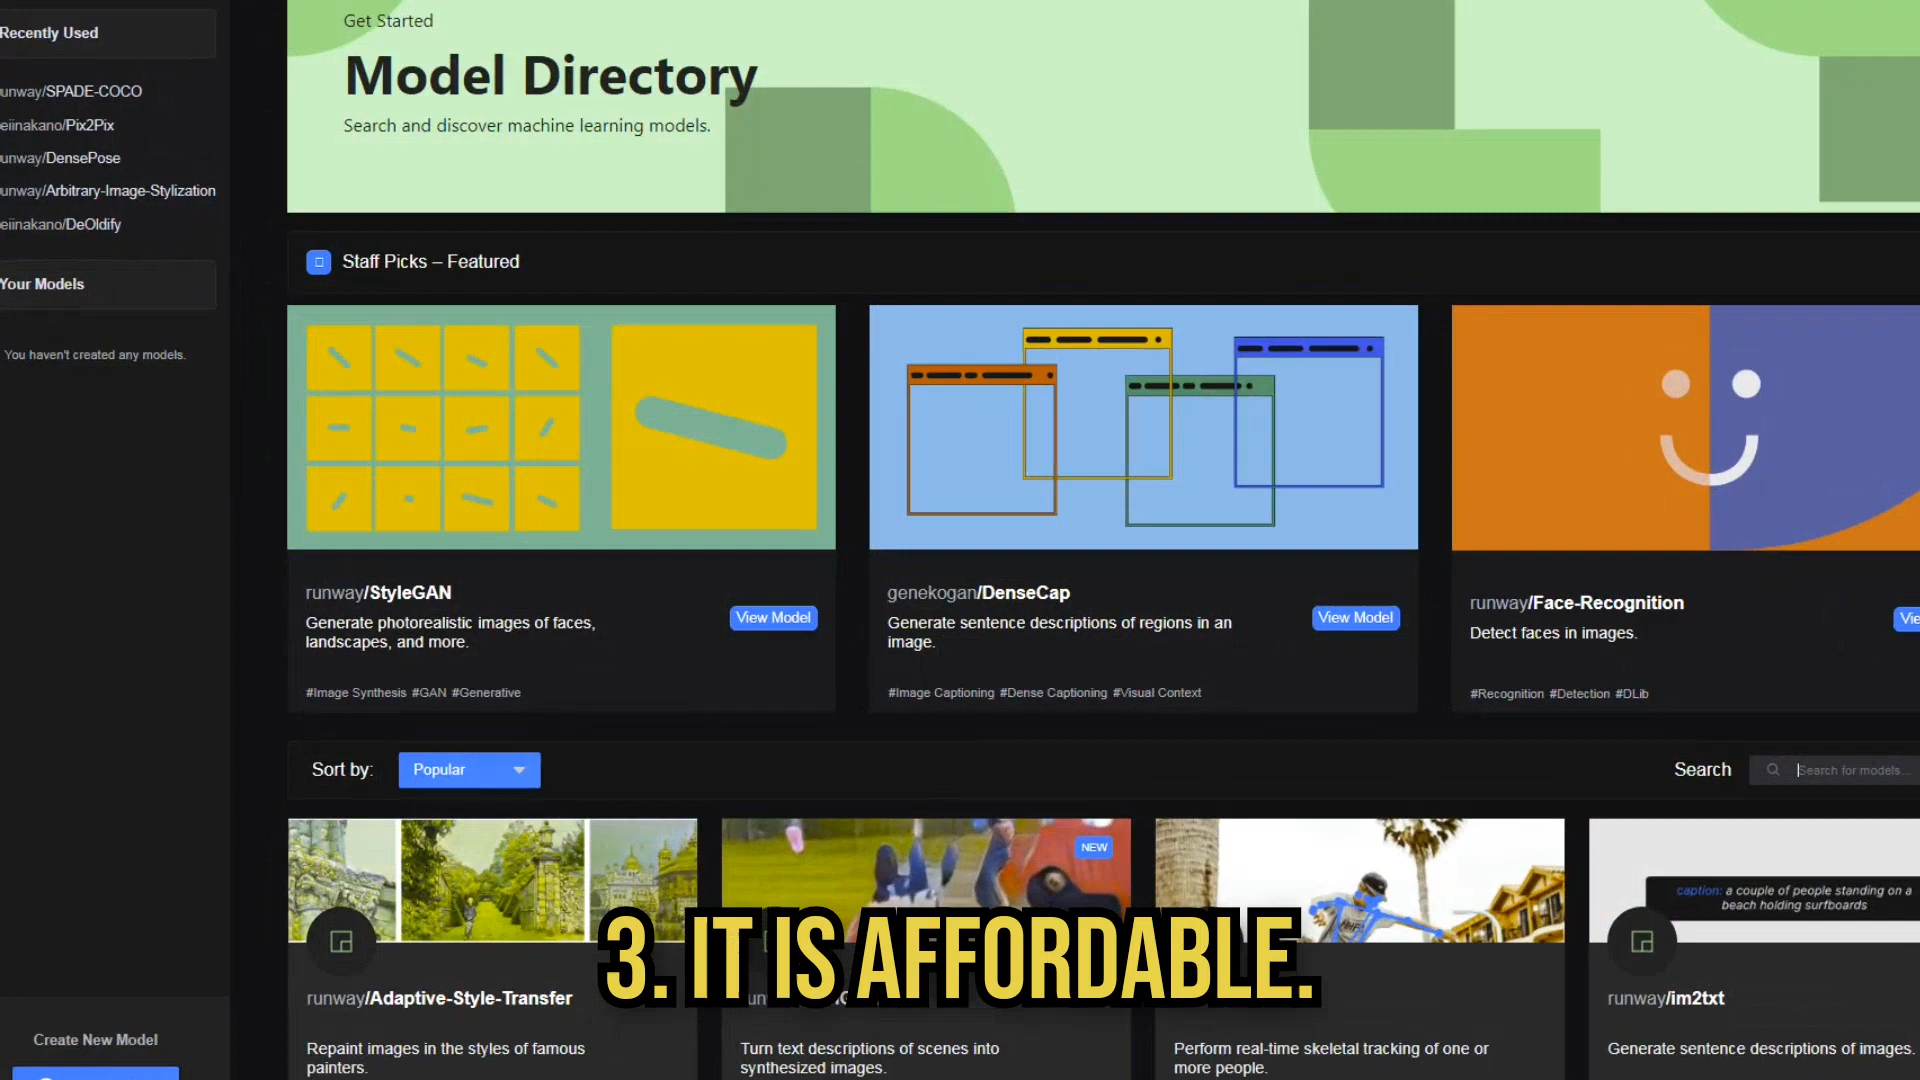 Recently Used
unway/SPADE-COCO
eiinakano/Pix2Pix
unway/DensePose
unway/Arbitrary-Image-Stylization
eiinakano/DeOldify
Your Models
You haven't created any models.
Create New Model
Get Started
Model Directory
Search and discover machine learning models.
Staff Picks – Featured
runway/StyleGAN
Generate photorealistic images of faces,
landscapes, and more.
View Model
#Image Synthesis #GAN #Generative
genekogan/DenseCap
Generate sentence descriptions of regions in an
image.
View Model
#Image Captioning #Dense Captioning #Visual Context
runway/Face-Recognition
Detect faces in images.
Vie
#Recognition #Detection #DLib
Sort by:
Popular
Search
Search for models...
NEW
caption: a couple of people standing on a
beach holding surfboards
3. IT IS AFFORDABLE.
runway/Adaptive-Style-Transfer
Repaint images in the styles of famous
painters.
Turn text descriptions of scenes into
synthesized images.
Perform real-time skeletal tracking of one or
more people.
runway/im2txt
Generate sentence descriptions of images.